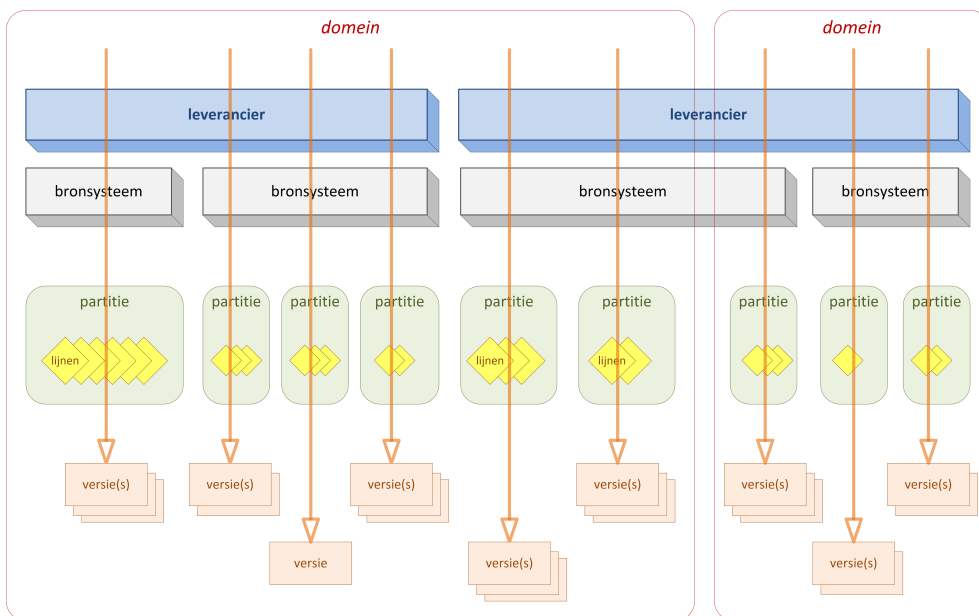 domein
domein
leverancier
leverancier
bronsysteem
bronsysteem
bronsysteem
bronsysteem
partitie
partitie
partitie
partitie
partitie
partitie
partitie
partitie
partitie
lijnen
lijnen
lijnen
versie(s)
versie(s)
versie(s)
versie(s)
versie(s)
versie(s)
versie
versie(s)
versie(s)